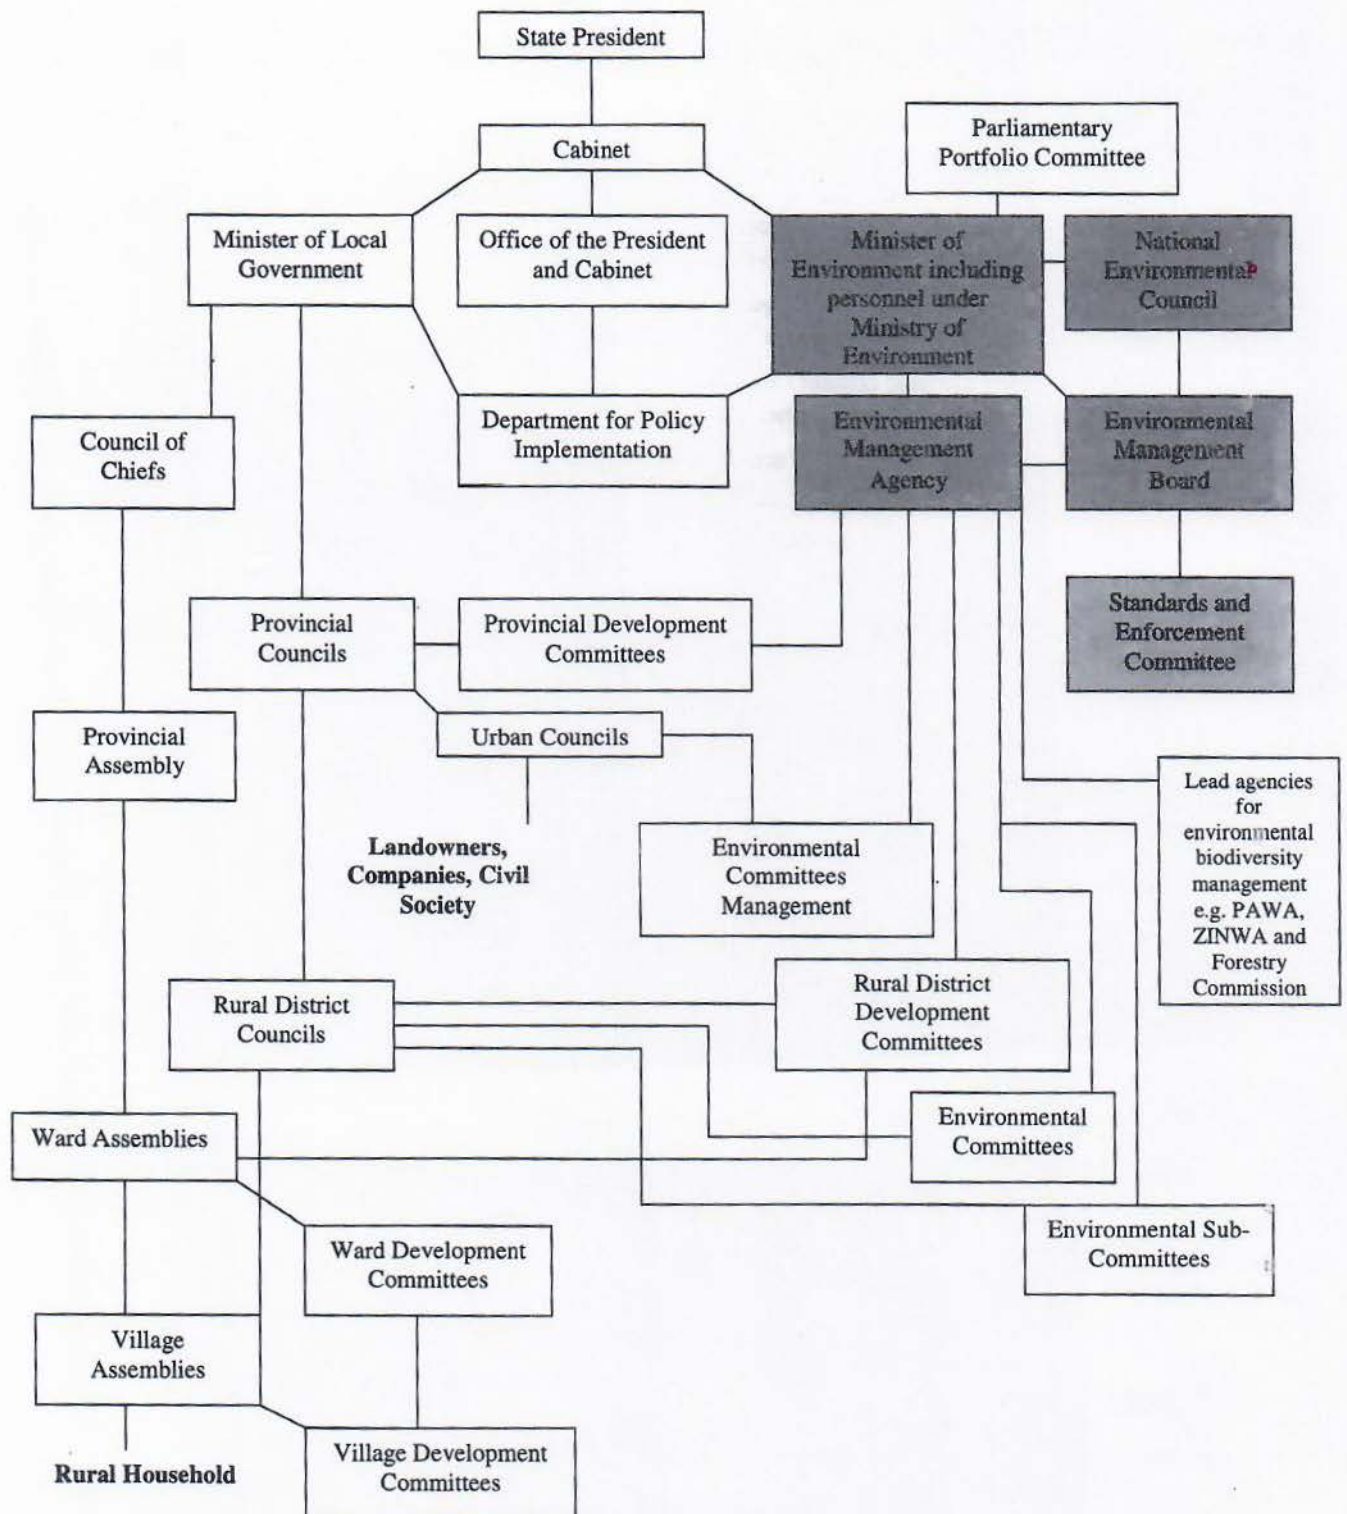 State President
Cabinet
Parliamentary
Portfolio Committee
Minister of Local
Government
Office of the President
and Cabinet
Minister of
Environment including
personnel under
Ministry of
Environment
National
Environmental
Council
Council of
Chiefs
Department for Policy
Implementation
Environmental
Management
Agency
Environmental
Management
Board
Standards and
Enforcement
Committee
Provincial
Councils
Provincial Development
Committees
Provincial
Assembly
Urban Councils
Landowners,
Companies, Civil
Society
Environmental
Committees
Management
Lead agencies
for
environmental
biodiversity
management
e.g. PAWA,
ZINWA and
Forestry
Commission
Rural District
Councils
Rural District
Development
Committees
Ward Assemblies
Environmental
Committees
Ward Development
Committees
Environmental Sub-
Committees
Village
Assemblies
Village Development
Committees
Rural Household